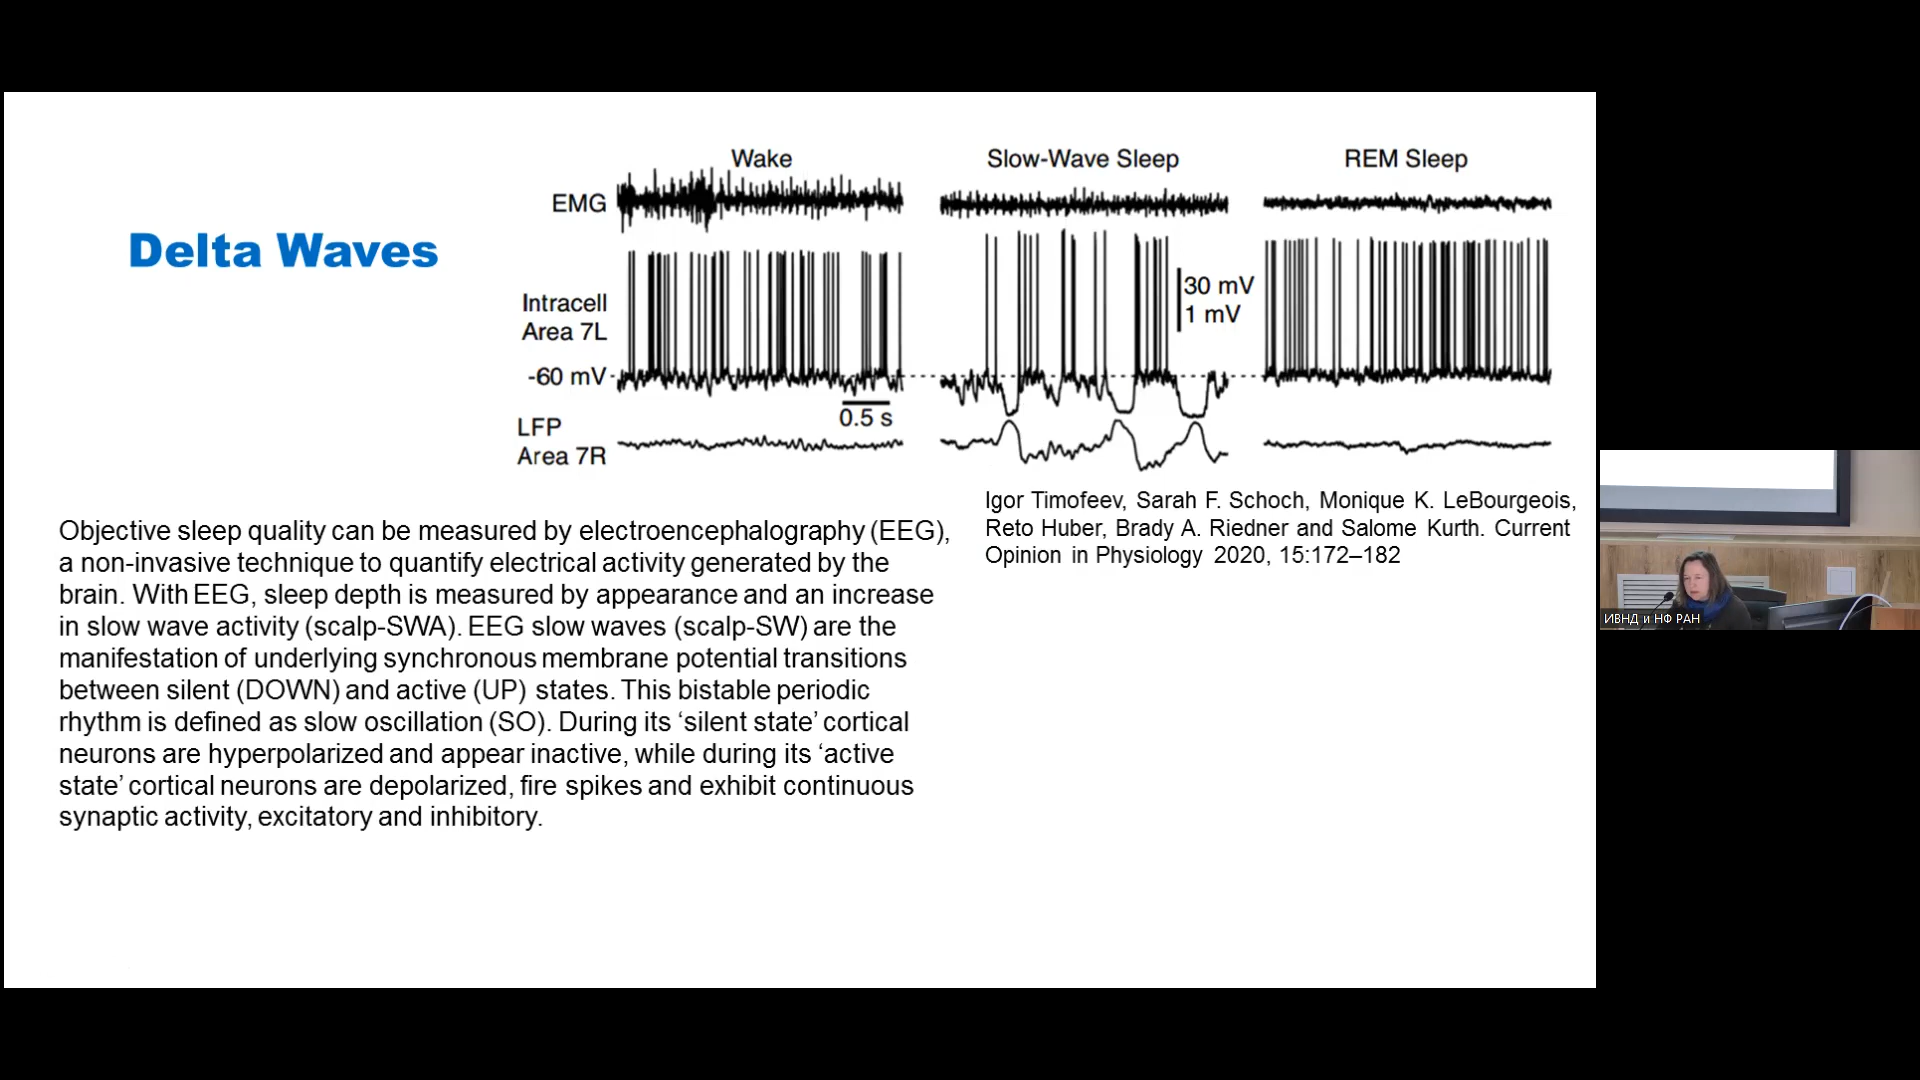 Wake
Slow-Wave Sleep
REM Sleep
EMG
Delta Waves
Intracell
Area 7L
30 mV
1 mV
-60 mV
0.5 s
LFP
Area 7R
Igor Timofeev, Sarah F. Schoch, Monique K. LeBourgeois,
Reto Huber, Brady A. Riedner and Salome Kurth. Current
Opinion in Physiology 2020, 15:172–182
Objective sleep quality can be measured by electroencephalography (EEG),
a non-invasive technique to quantify electrical activity generated by the
brain. With EEG, sleep depth is measured by appearance and an increase
in slow wave activity (scalp-SWA). EEG slow waves (scalp-SW) are the
manifestation of underlying synchronous membrane potential transitions
between silent (DOWN) and active (UP) states. This bistable periodic
rhythm is defined as slow oscillation (SO). During its ‘silent state’ cortical
neurons are hyperpolarized and appear inactive, while during its ‘active
state’ cortical neurons are depolarized, fire spikes and exhibit continuous
synaptic activity, excitatory and inhibitory.
ИВНД и НФ РАН